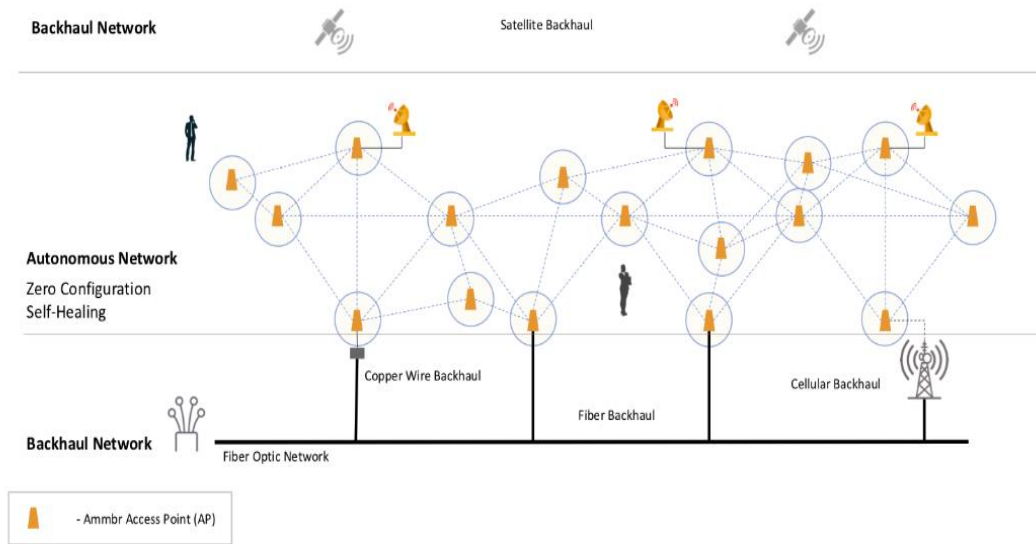 Backhaul Network
Satellite Backhaul
Autonomous Network
Zero Configuration
Self-Healing
Copper Wire Backhaul
Cellular Backhaul
Fiber Backhaul
Backhaul Network
Fiber Optic Network
- Ammbr Access Point (AP)